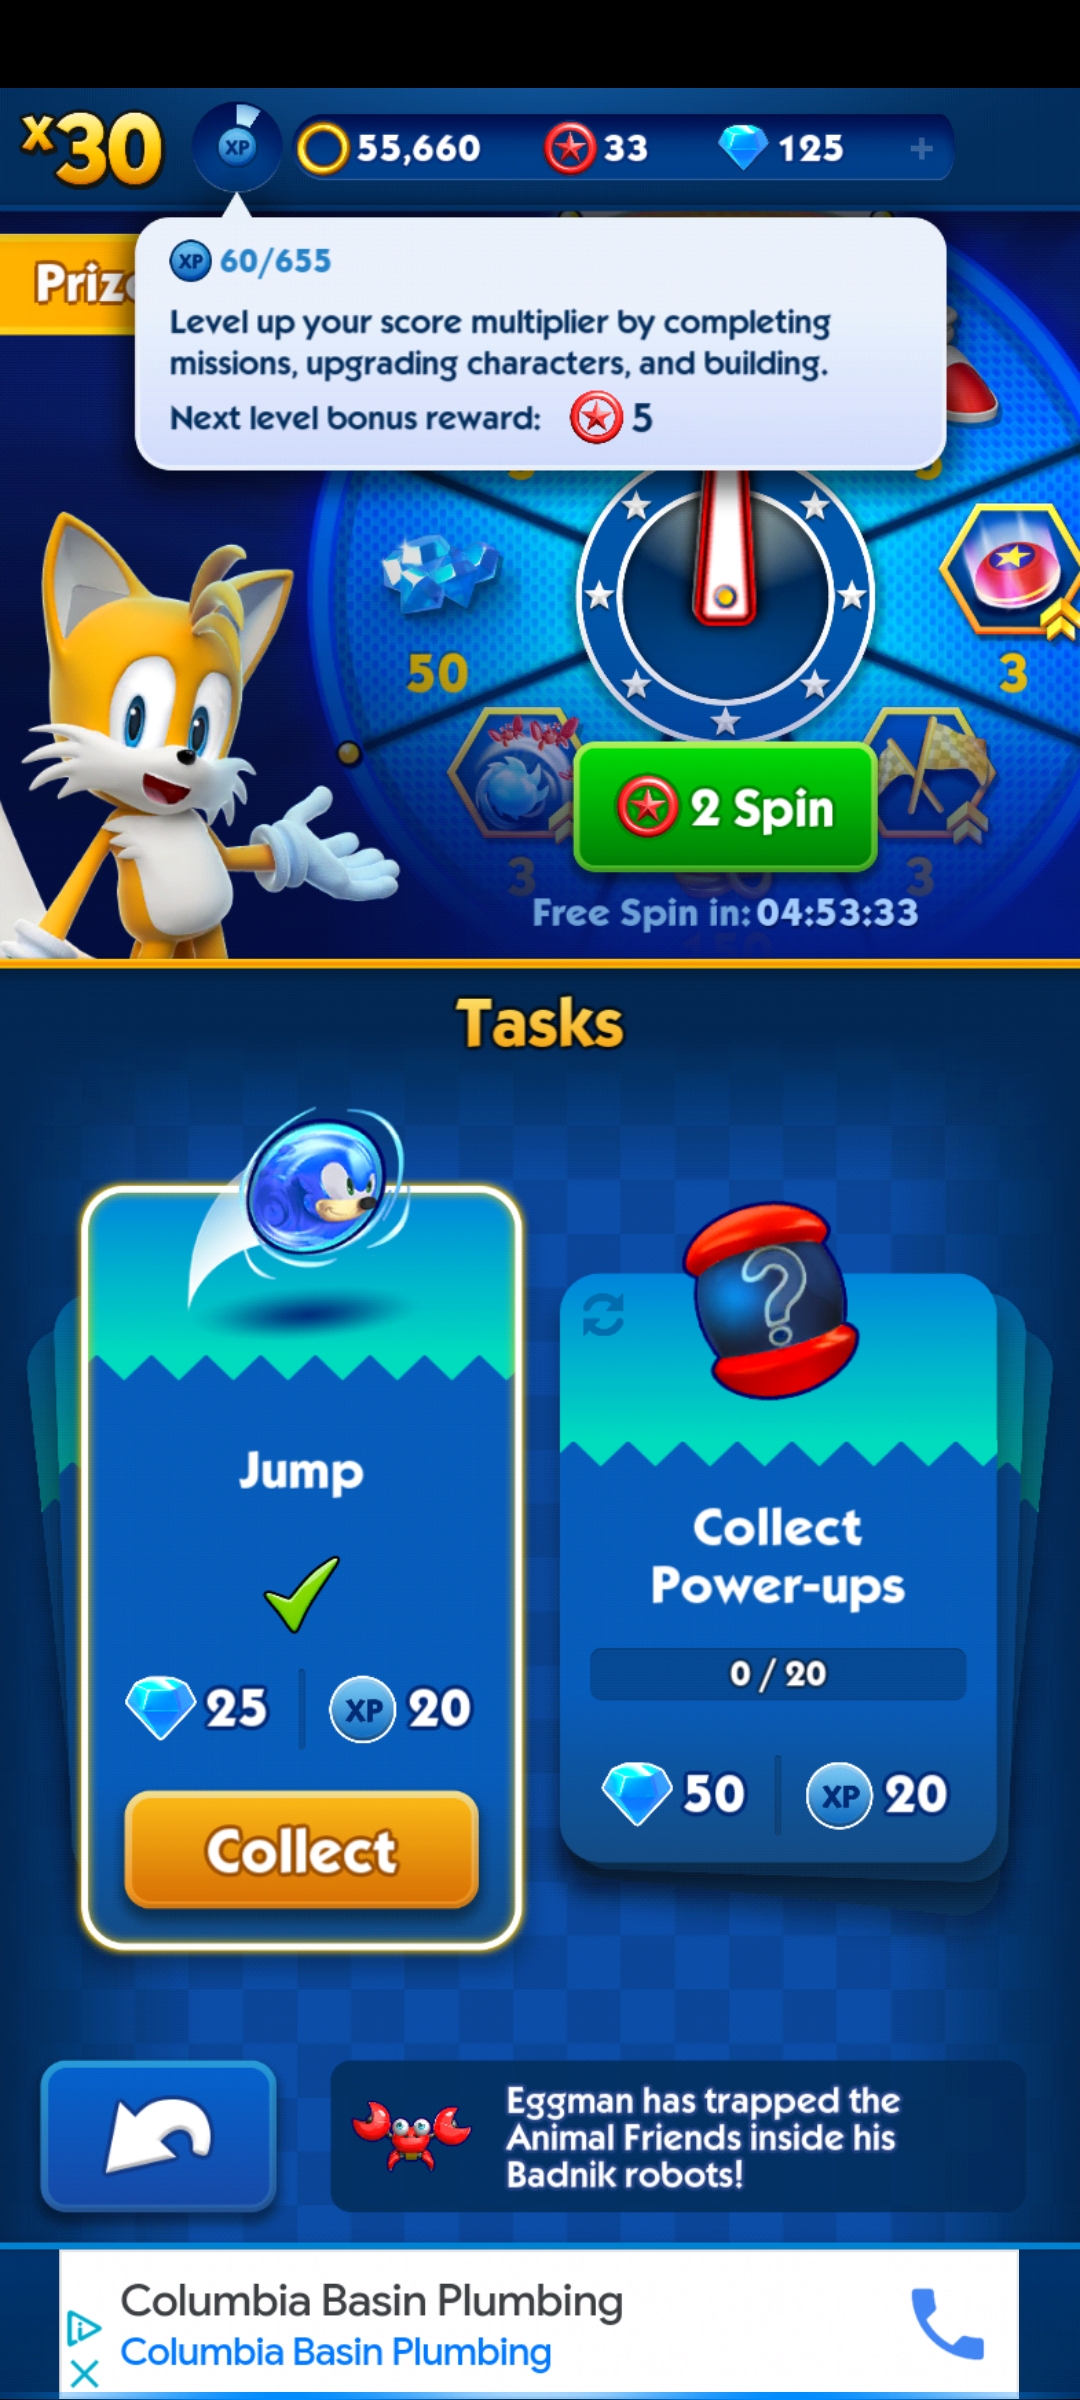 x30
XP
55,660
33
125
+
XP 60/655
Level up your score multiplier by completing
missions, upgrading characters, and building.
Next level bonus reward: 5
50
3
2 Spin
3
3
Free Spin in: 04:53:33
Tasks
Jump
25
XP 20
Collect
?
Collect
Power-ups
0 / 20
50
XP 20
Eggman has trapped the
Animal Friends inside his
Badnik robots!
Columbia Basin Plumbing
Columbia Basin Plumbing